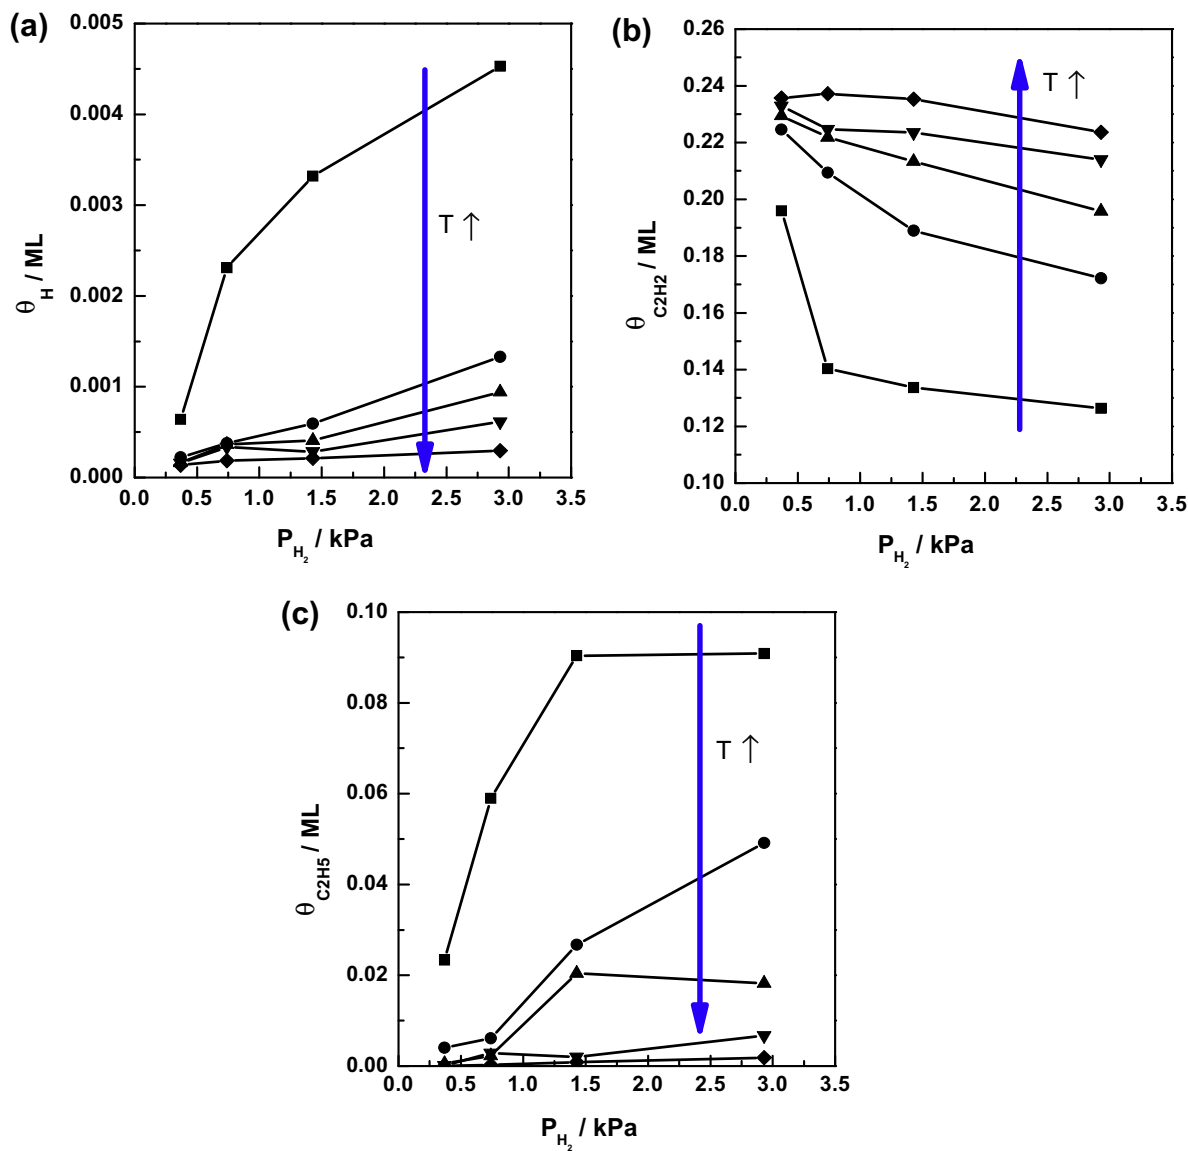 (a)
0.005
0.004
0.003
0.002
0.001
0.000
θH / ML
T ↑
0.0 0.5 1.0 1.5 2.0 2.5 3.0 3.5
PH2 / kPa
(b)
0.26
0.24
0.22
0.20
0.18
0.16
0.14
0.12
0.10
θC2H2 / ML
T ↑
0.0 0.5 1.0 1.5 2.0 2.5 3.0 3.5
PH2 / kPa
(c)
0.10
0.08
0.06
0.04
0.02
0.00
θC2H5 / ML
T ↑
0.0 0.5 1.0 1.5 2.0 2.5 3.0 3.5
PH2 / kPa